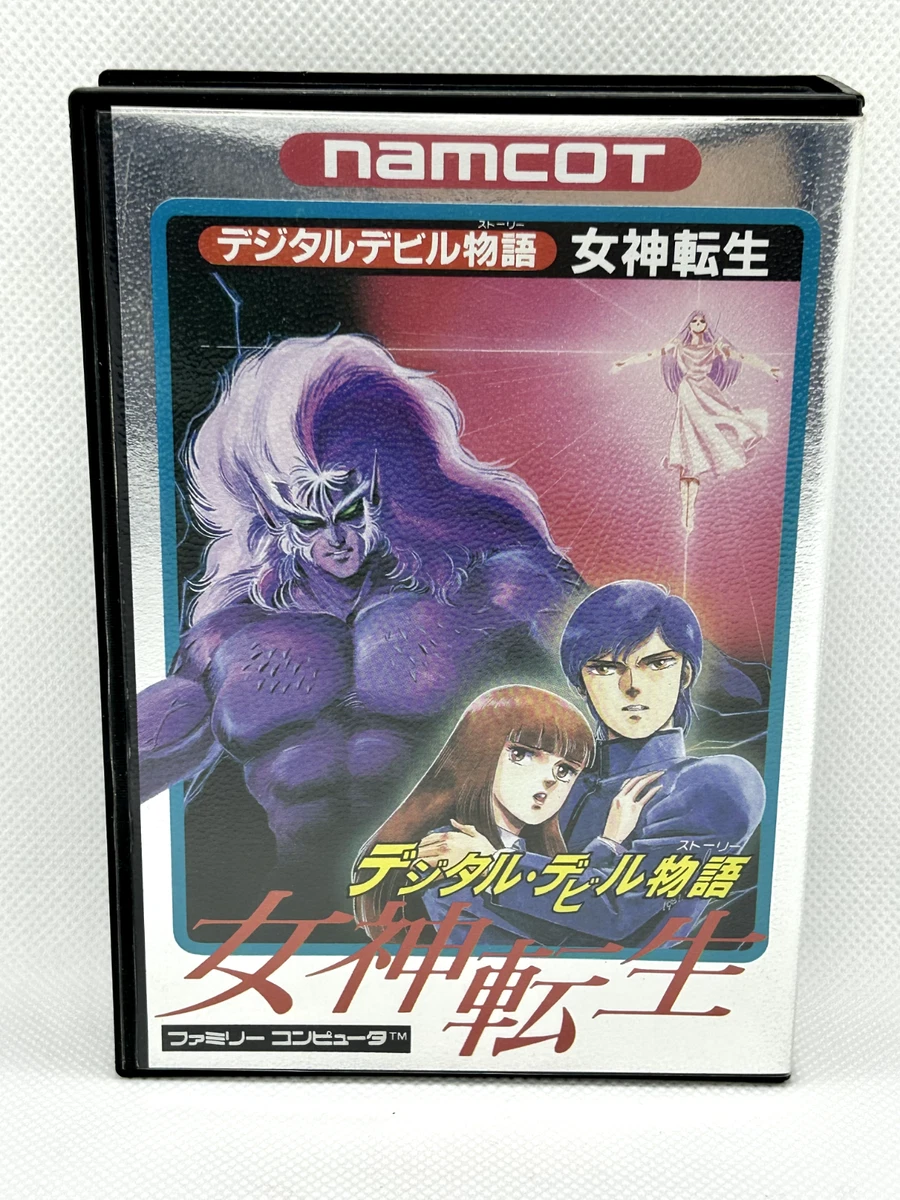 namcoT
ストーリー
デジタルデビル物語 女神転生
ストーリー
デジタル・デビル物語
女神転生
ファミリー コンピュータ™